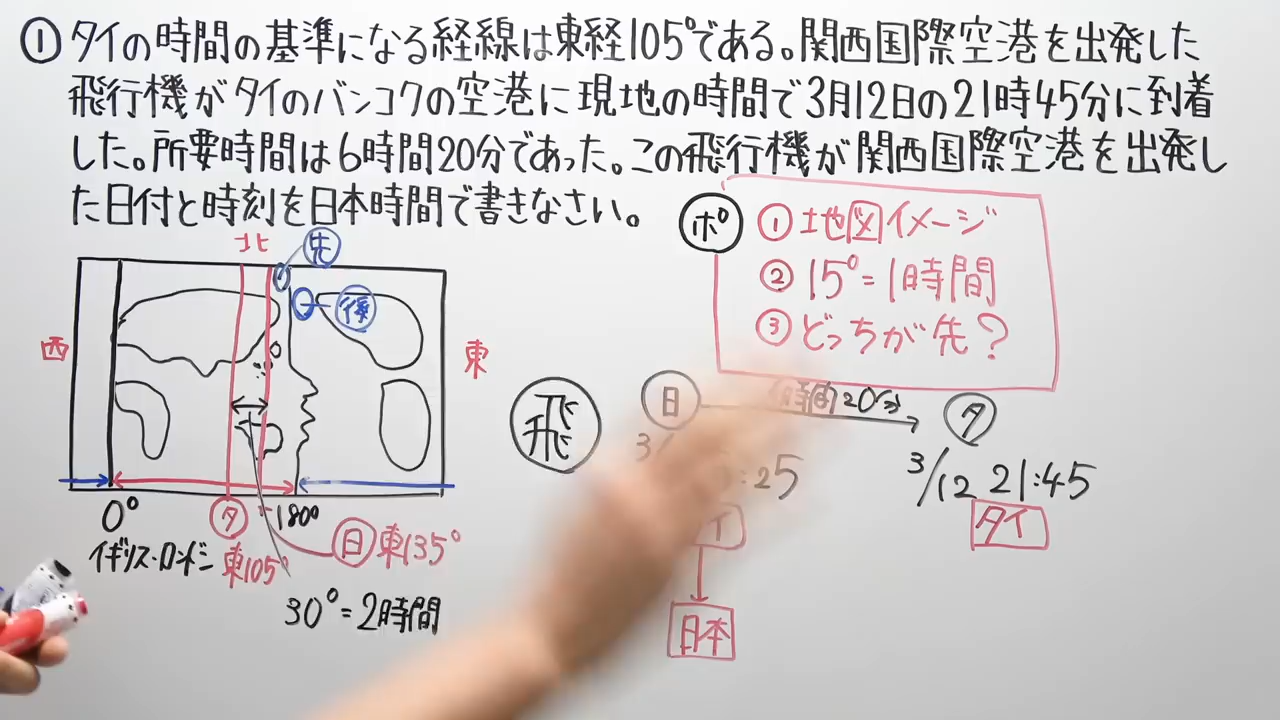 ① タイの時間の基準になる経線は東経105°である。関西国際空港を出発した
飛行機がタイのバンコクの空港に現地の時間で3月12日の21時45分に到着
した。所要時間は6時間20分であった。この飛行機が関西国際空港を出発し
た日付と時刻を日本時間で書きなさい。
ポ
① 地図イメージ
② 15°=1時間
③ どっちが先?
北
先
後
西
東
0°
180°
イギリス・ロンドン
タ
東105°
日 東135°
30°=2時間
飛
日
時間20分
タ
3/
:25
イ
日本
3/12 21:45
タイ